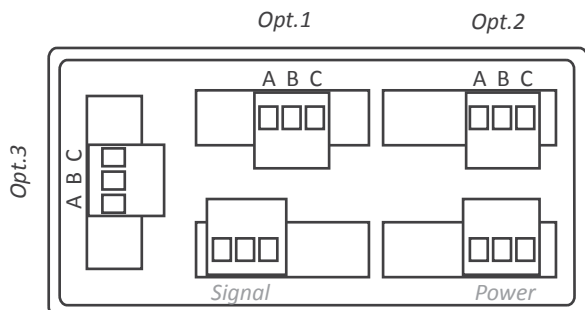 Opt.1
Opt.2
A B C
A B C
Opt.3
A B C
Signal
Power